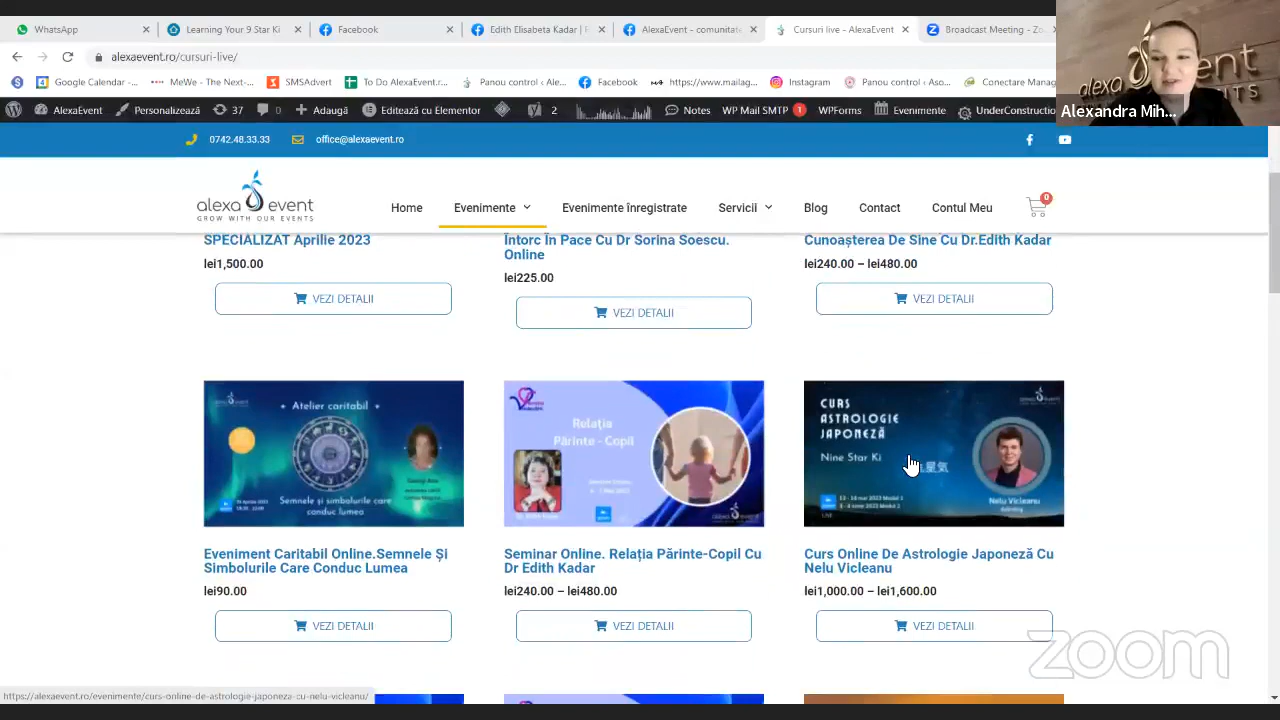 WhatsApp
Learning Your 9 Star Ki
Facebook
Edith Elisabeta Kadar | F
AlexaEvent - comunitate
Cursuri live - AlexaEvent
Broadcast Meeting - Zo
alexaevent.ro/cursuri-live/
Google Calendar -...
MeWe - The Next-...
SMSAdvert
To Do AlexaEvent.r...
Panou control ‹ Ale...
Facebook
https://www.mailag...
Instagram
Panou control ‹ Aso...
Conectare Manage
AlexaEvent
Personalizează
37
0
Adaugă
Editează cu Elementor
2
Notes
WP Mail SMTP 1
WPForms
Evenimente
UnderConstruction
Alexandra Mih...
0742.48.33.33
office@alexaevent.ro
alexa event
GROW WITH OUR EVENTS
Home
Evenimente
Evenimente înregistrate
Servicii
Blog
Contact
Contul Meu
0
SPECIALIZAT Aprilie 2023
lei1,500.00
VEZI DETALII
Întorc În Pace Cu Dr Sorina Soescu.
Online
lei225.00
VEZI DETALII
Cunoașterea De Sine Cu Dr.Edith Kadar
lei240.00 – lei480.00
VEZI DETALII
Atelier caritabil
Semnele și simbolurile care
conduc lumea
Relația
Părinte - Copil
CURS
ASTROLOGIE
JAPONEZĂ
Nine Star Ki
Nelu Vicleanu
Eveniment Caritabil Online.Semnele Și
Simbolurile Care Conduc Lumea
lei90.00
VEZI DETALII
Seminar Online. Relația Părinte-Copil Cu
Dr Edith Kadar
lei240.00 – lei480.00
VEZI DETALII
Curs Online De Astrologie Japoneză Cu
Nelu Vicleanu
lei1,000.00 – lei1,600.00
VEZI DETALII
zoom
https://alexaevent.ro/evenimente/curs-online-de-astrologie-japoneza-cu-nelu-vicleanu/